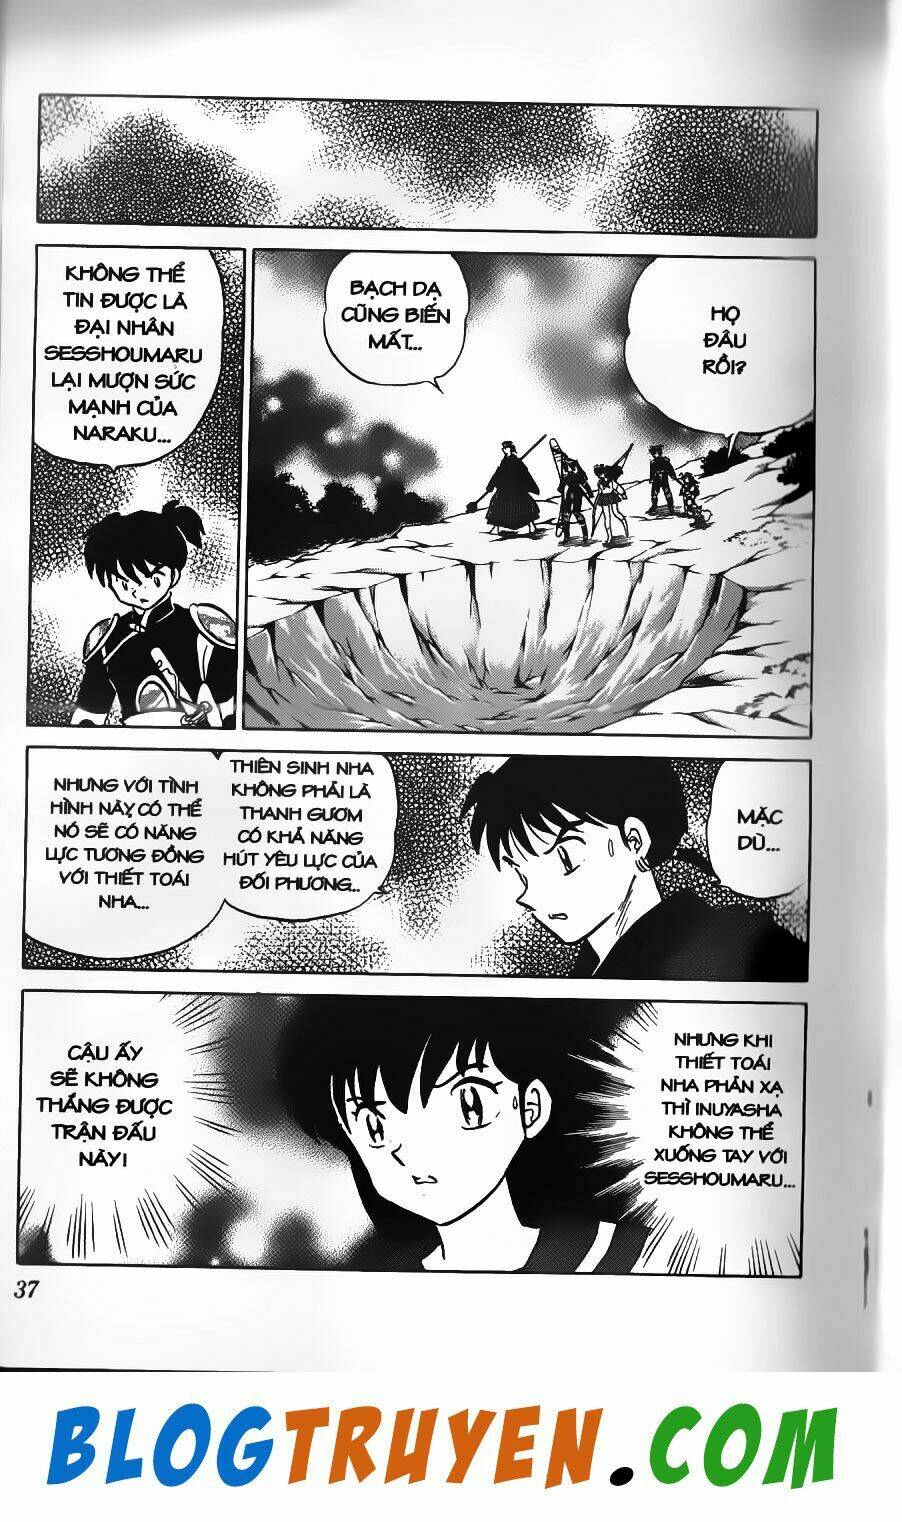 HỌ
ĐÂU
RỒI?
BẠCH DẠ
CŨNG BIẾN
MẤT...
KHÔNG THỂ
TIN ĐƯỢC LÀ
ĐẠI NHÂN
SESSHOUMARU
LẠI MƯỢN SỨC
MẠNH CỦA
NARAKU...
MẶC
DÙ...
THIÊN SINH NHA
KHÔNG PHẢI LÀ
THANH GƯƠM
CÓ KHẢ NĂNG
HÚT YÊU LỰC CỦA
ĐỐI PHƯƠNG..
NHƯNG VỚI TÌNH
HÌNH NÀY, CÓ THỂ
NÓ SẼ CÓ NĂNG
LỰC TƯƠNG ĐỒNG
VỚI THIẾT TOÁI
NHA...
NHƯNG KHI
THIẾT TOÁI
NHA PHẢN XẠ
THÌ INUYASHA
KHÔNG THỂ
XUỐNG TAY VỚI
SESSHOUMARU...
CẬU ẤY
SẼ KHÔNG
THẮNG ĐƯỢC
TRẬN ĐẤU
NÀY!
37
BLOGTRUYEN.COM